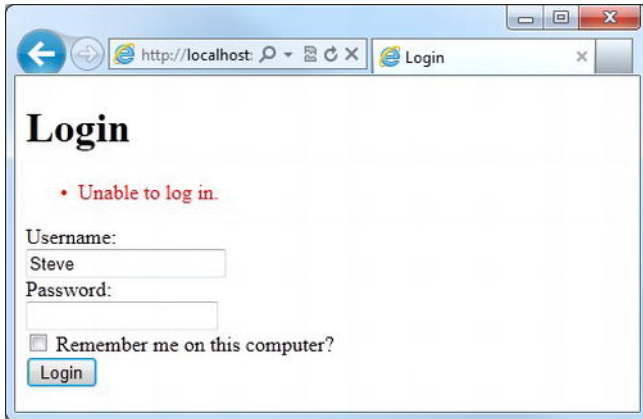 http://localhost:
Login
Login
• Unable to log in.
Username:
Steve
Password:
Remember me on this computer?
Login